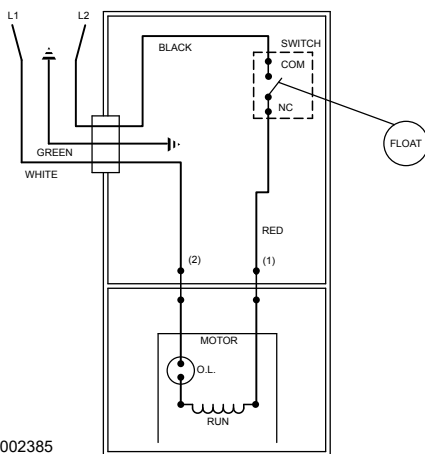 L1
L2
BLACK
SWITCH
COM
NC
FLOAT
GREEN
WHITE
RED
(2)
(1)
MOTOR
O.L.
RUN
002385